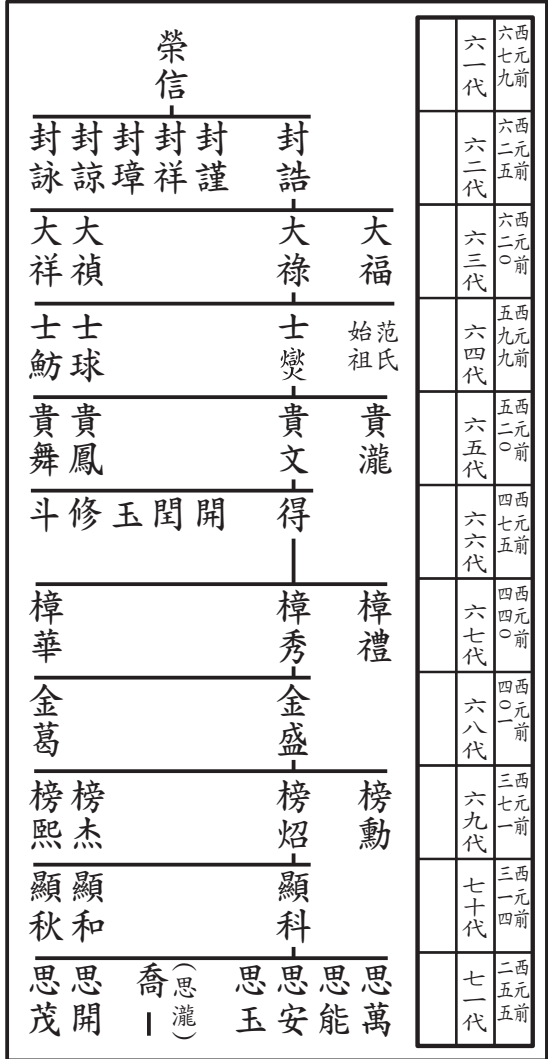 西元前六七九 六一代 榮信
西元前六二五 六二代 封誥 封謹 封祥 封璋 封諒 封詠
西元前六二0 六三代 大福 大祿 大禎 大祥
西元前五九九 六四代 范氏始祖 士燮 士球 士魴
西元前五二0 六五代 貴瀧 貴文 貴鳳 貴舞
西元前四七五 六六代 得 開 閏 玉 修 斗
西元前四四0 六七代 樟禮 樟秀 樟華
西元前四0一 六八代 金盛 金葛
西元前三七一 六九代 榜勳 榜炤 榜杰 榜熙
西元前三一四 七十代 顯科 顯和 顯秋
西元前二五五 七一代 思萬 思能 思安 思玉 (思瀧) 喬一 思開 思茂